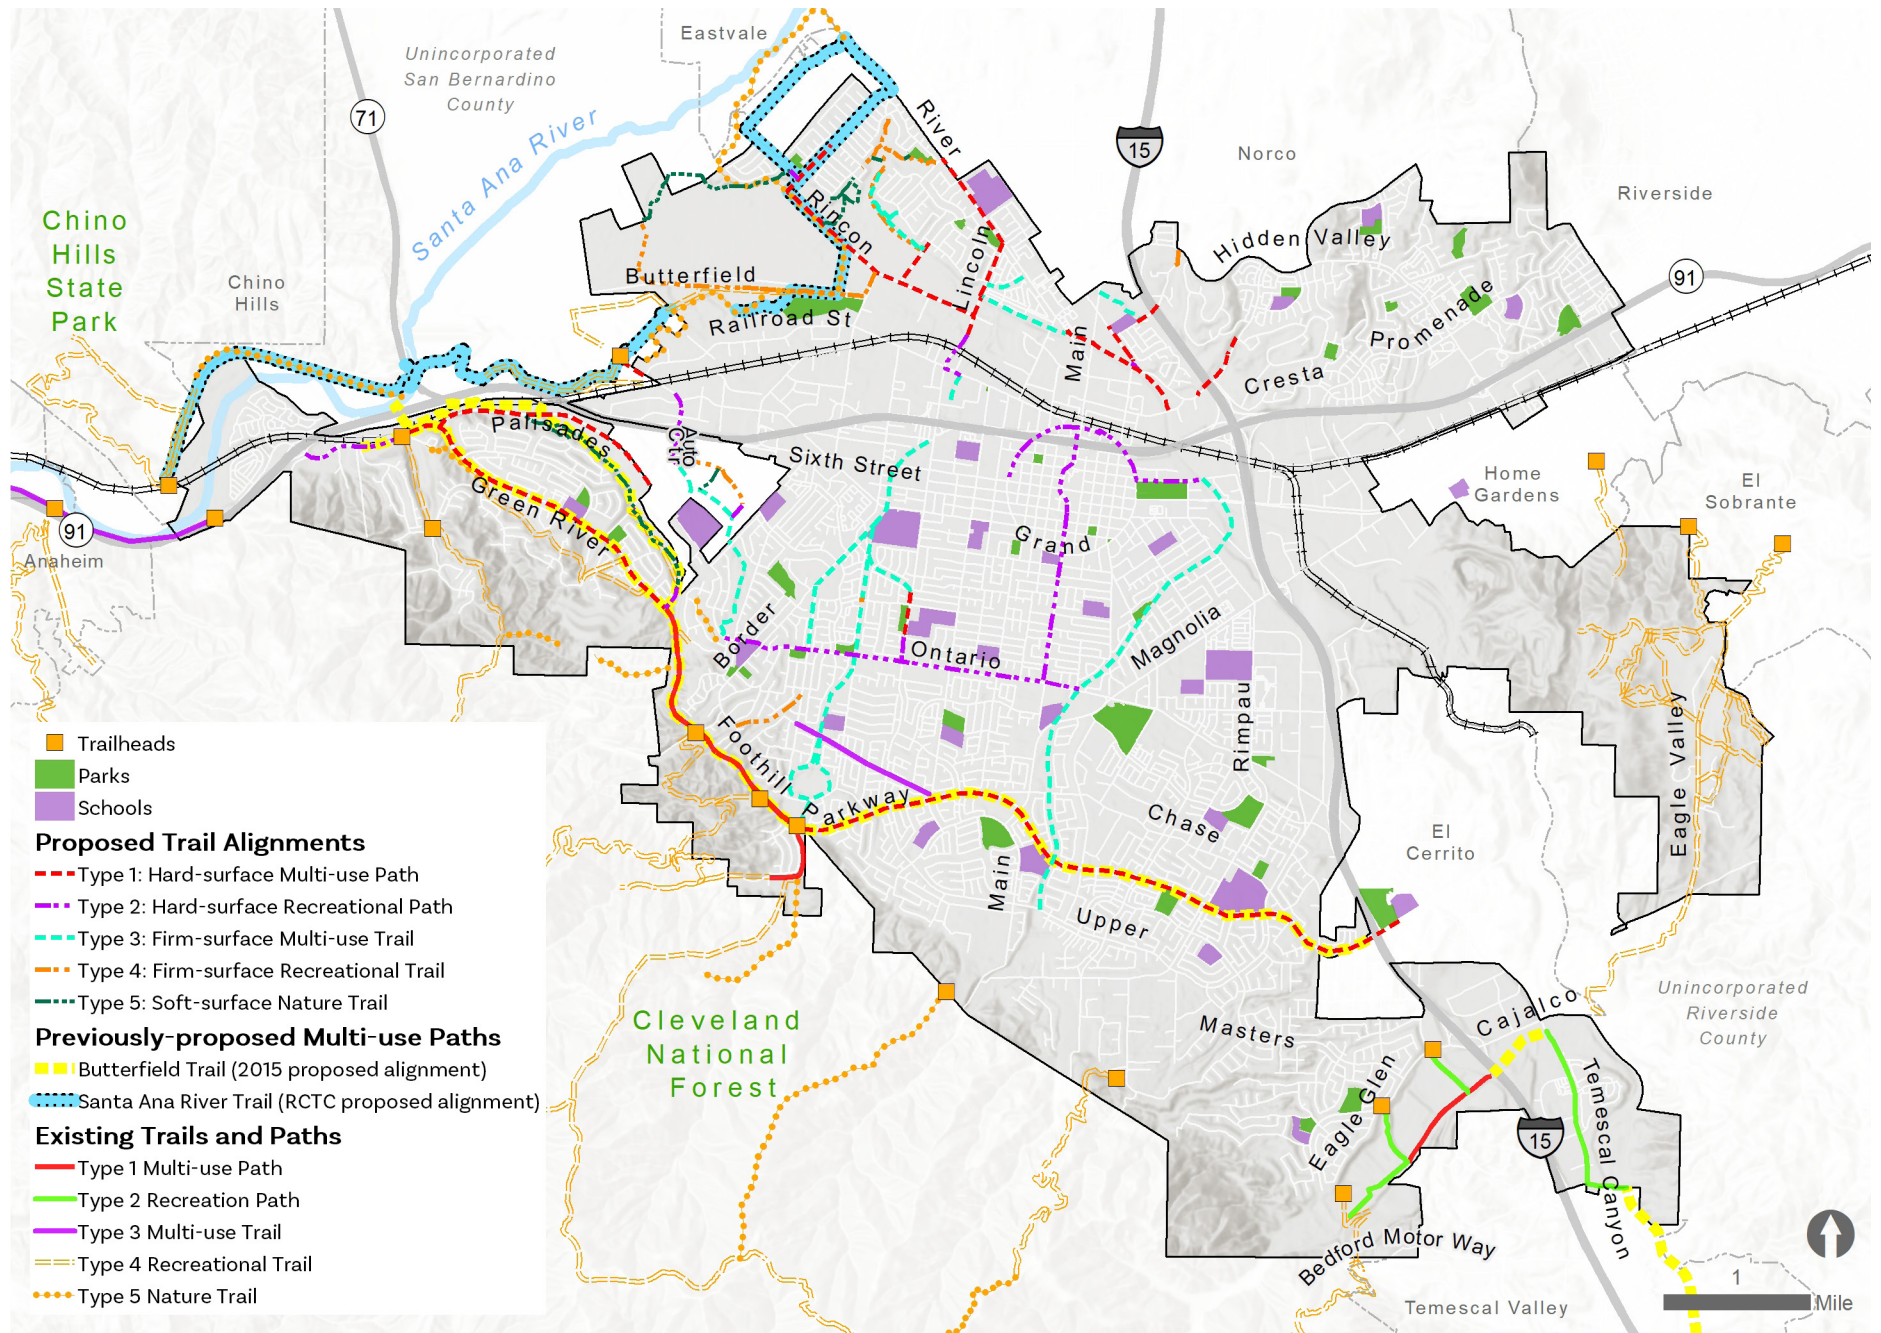 Eastvale
Unincorporated
San Bernardino
County
71
Santa Ana River
River
15
Norco
Riverside
Chino
Hills
State
Park
Chino
Hills
Rincon
Lincoln
Hidden Valley
91
Butterfield
Railroad St
Main
Promenade
Cresta
Palisades
Auto
Ctr
Sixth Street
Green River
Grand
Home
Gardens
El
Sobrante
91
Anaheim
Border
Ontario
Magnolia
Rimpau
Eagle Valley
Foothill Parkway
Chase
El
Cerrito
Main
Upper
Trailheads
Parks
Schools
Proposed Trail Alignments
Type 1: Hard-surface Multi-use Path
Type 2: Hard-surface Recreational Path
Type 3: Firm-surface Multi-use Trail
Type 4: Firm-surface Recreational Trail
Type 5: Soft-surface Nature Trail
Previously-proposed Multi-use Paths
Butterfield Trail (2015 proposed alignment)
Santa Ana River Trail (RCTC proposed alignment)
Existing Trails and Paths
Type 1 Multi-use Path
Type 2 Recreation Path
Type 3 Multi-use Trail
Type 4 Recreational Trail
Type 5 Nature Trail
Cleveland
National
Forest
Masters
Cajalco
Unincorporated
Riverside
County
Eagle Glen
15
Temescal Canyon
Bedford Motor Way
Temescal Valley
1
Mile